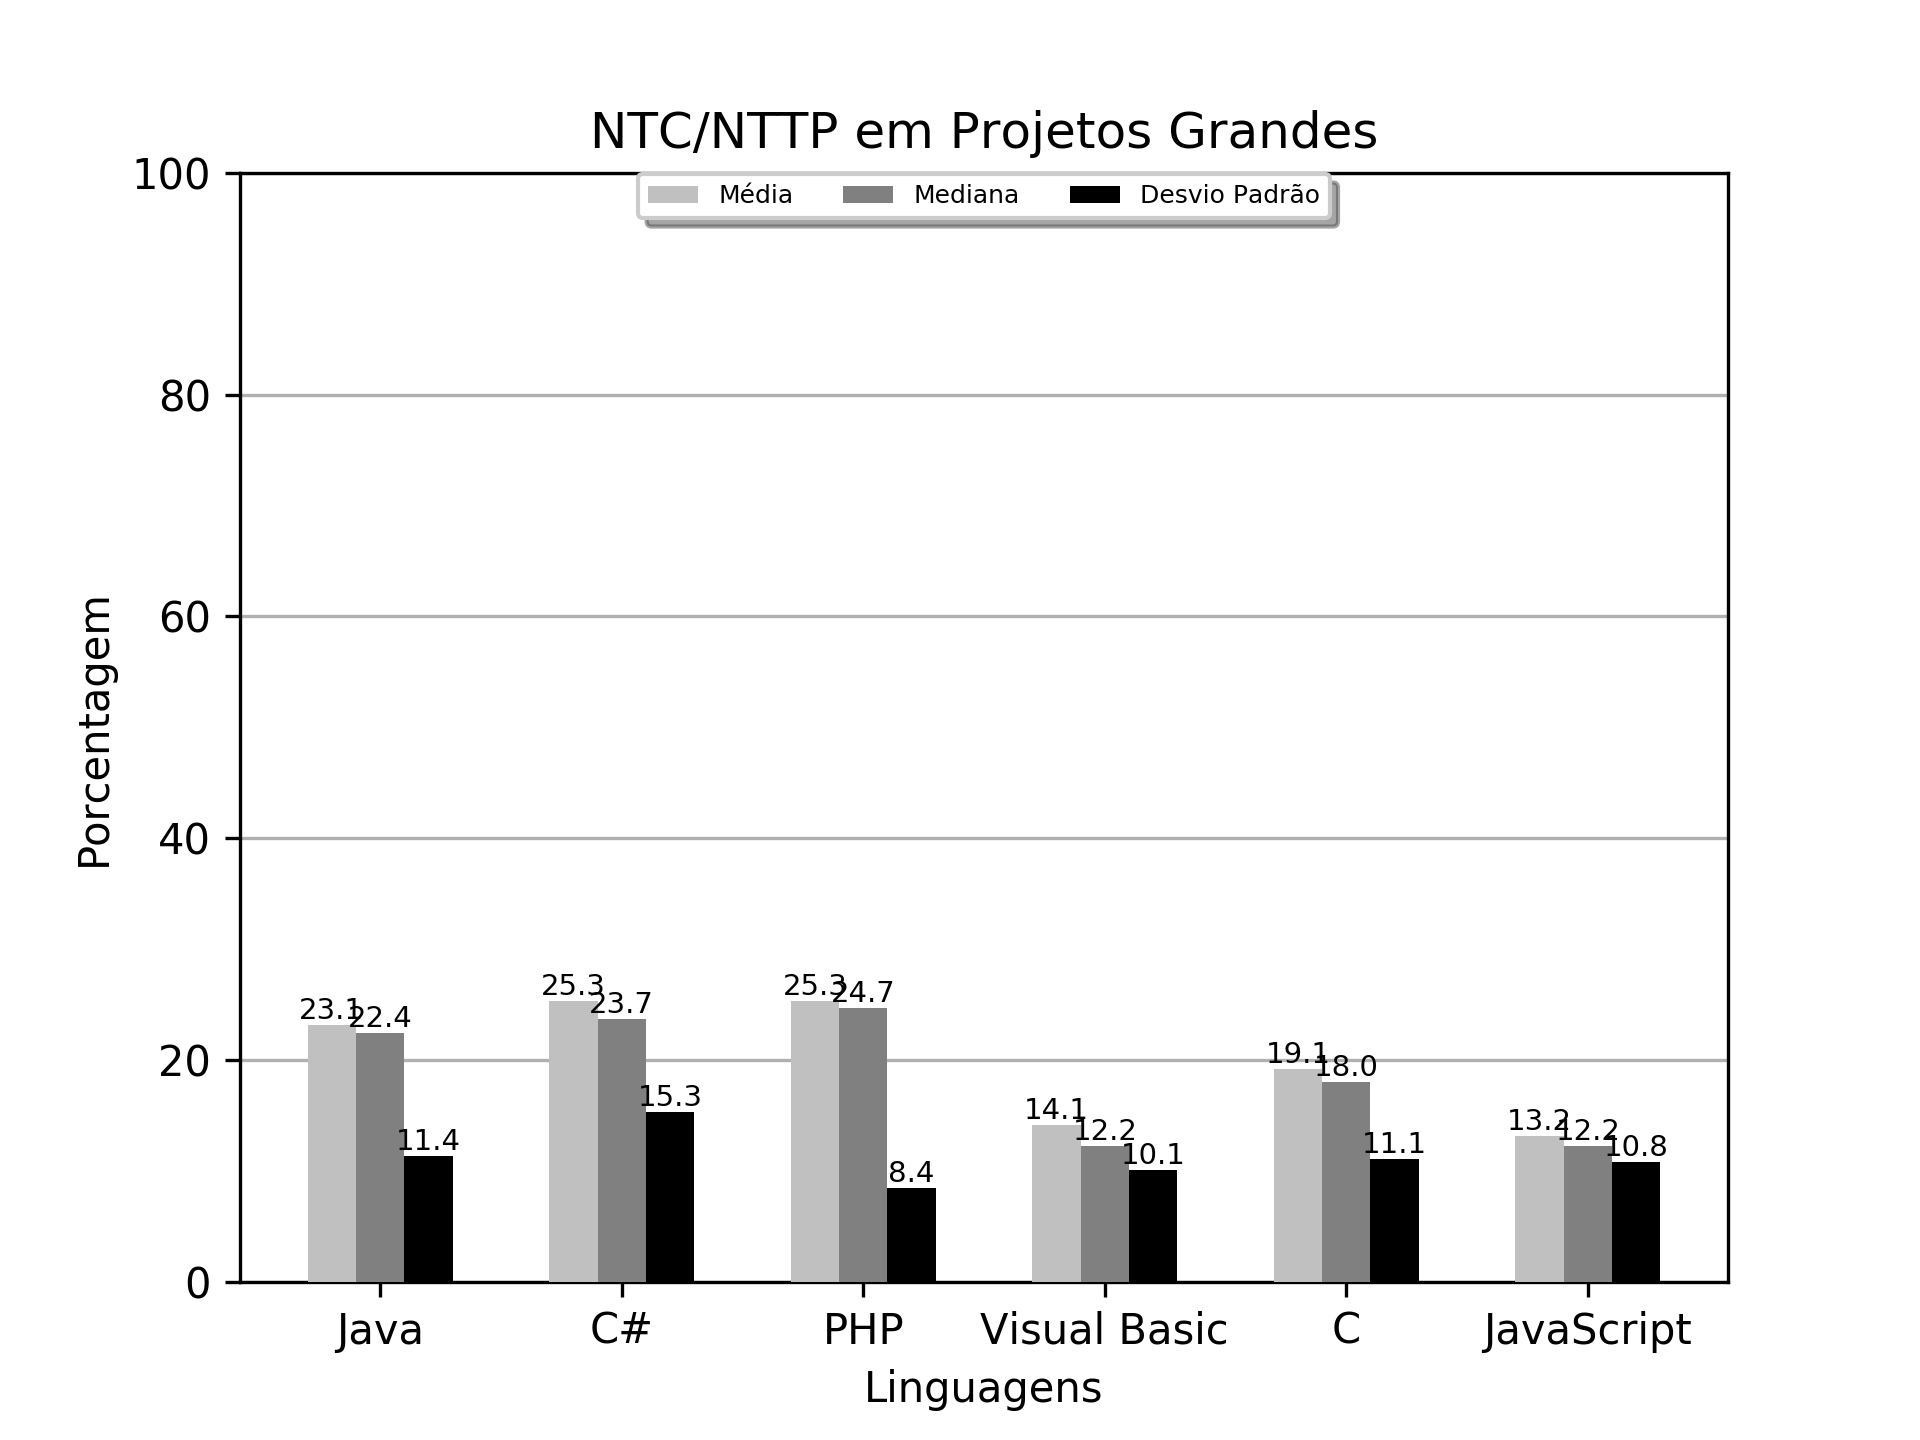 NTC/NTTP em Projetos Grandes
Média Mediana Desvio Padrão
100
80
60
40
20
0
Porcentagem
23.1 22.4 11.4
25.3 23.7 15.3
25.3 24.7 8.4
14.1 12.2 10.1
19.1 18.0 11.1
13.2 12.2 10.8
Java C# PHP Visual Basic C JavaScript
Linguagens